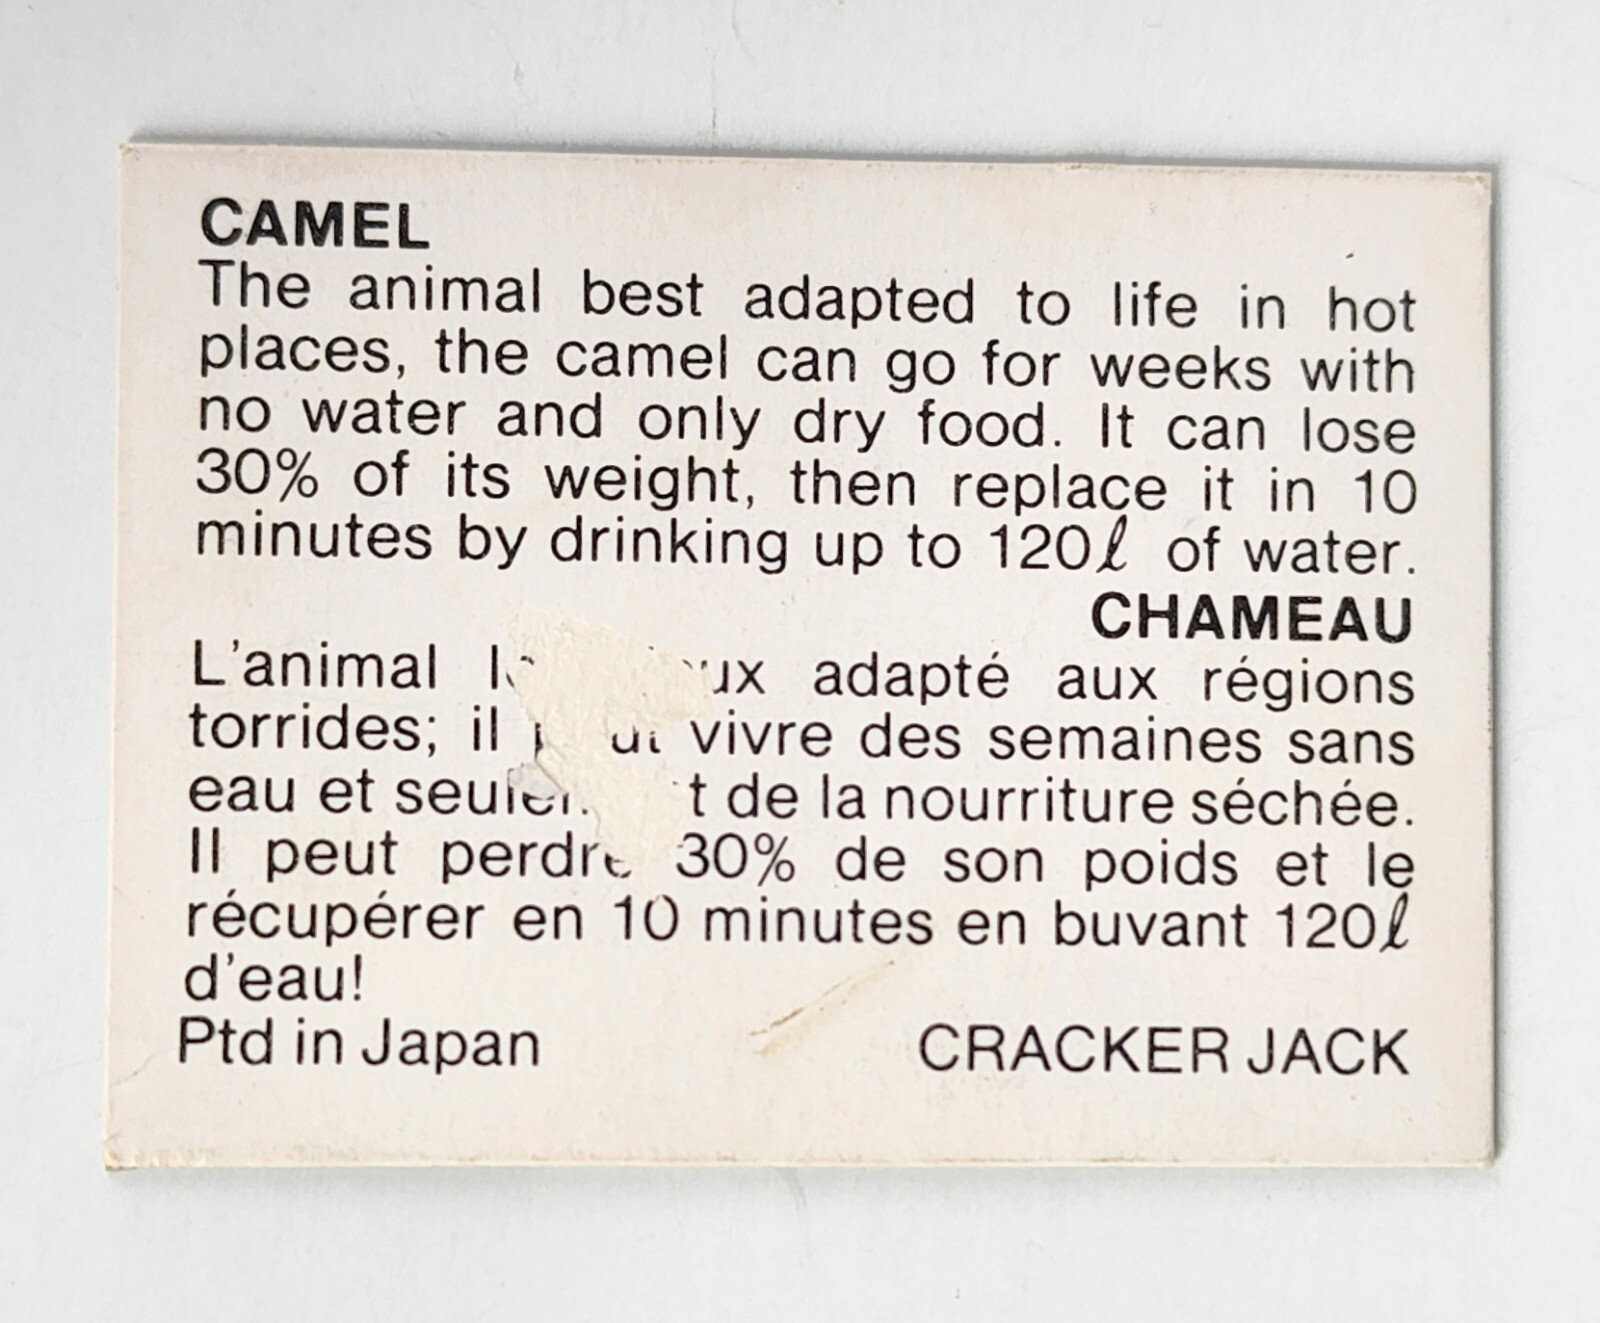 CAMEL
The animal best adapted to life in hot
places, the camel can go for weeks with
no water and only dry food. It can lose
30% of its weight, then replace it in 10
minutes by drinking up to 120ℓ of water.
CHAMEAU
L'animal adapté aux régions
torrides; il vivre des semaines sans
eau et de la nourriture séchée.
Il peut perdre 30% de son poids et le
récupérer en 10 minutes en buvant 120ℓ
d'eau!
Ptd in Japan CRACKER JACK